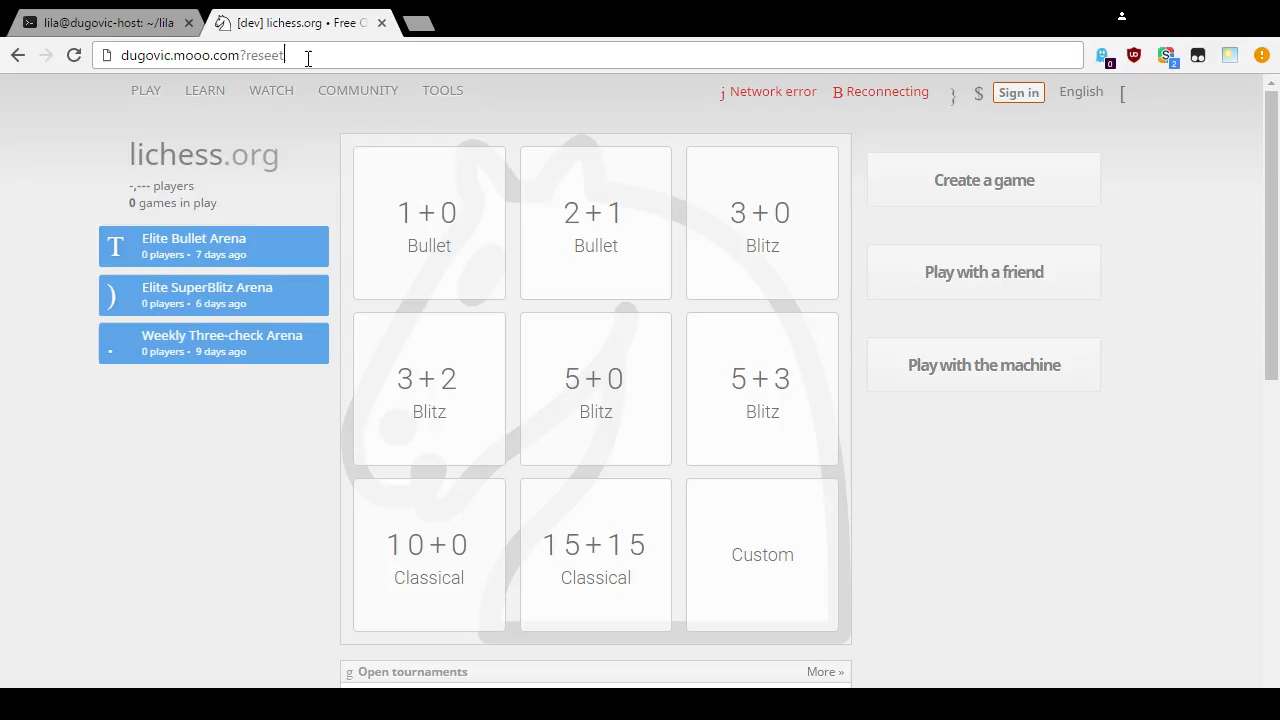 lila@dugovic-host: ~/lila
[dev] lichess.org • Free O
dugovic.mooo.com?reseet
0
2
PLAY LEARN WATCH COMMUNITY TOOLS
j Network error B Reconnecting } $ Sign in English [
lichess.org
-,--- players
0 games in play
T Elite Bullet Arena
0 players • 7 days ago
) Elite SuperBlitz Arena
0 players • 6 days ago
. Weekly Three-check Arena
0 players • 9 days ago
1+0
Bullet
2+1
Bullet
3+0
Blitz
3+2
Blitz
5+0
Blitz
5+3
Blitz
10+0
Classical
15+15
Classical
Custom
Create a game
Play with a friend
Play with the machine
g Open tournaments
More »